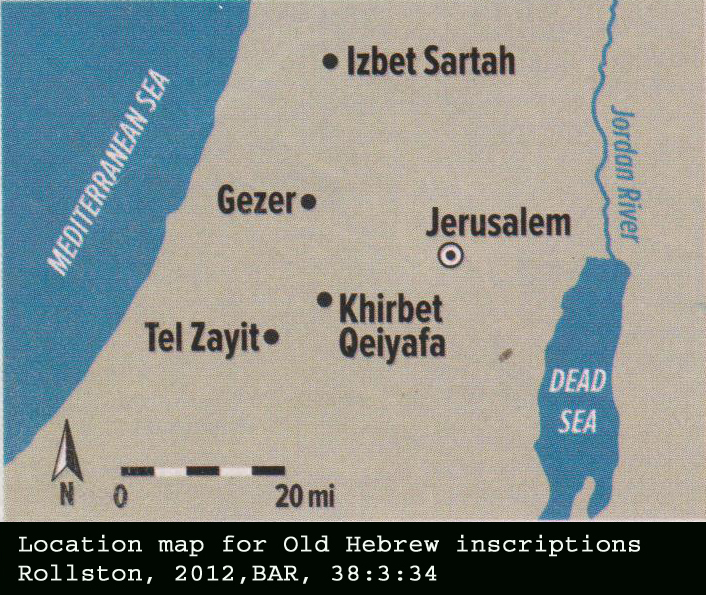 Izbet Sartah
MEDITERRANEAN SEA
Jordan River
Gezer
Jerusalem
Khirbet
Qeiyafa
Tel Zayit
DEAD
SEA
N
0 20 mi
Location map for Old Hebrew inscriptions
Rollston, 2012,BAR, 38:3:34